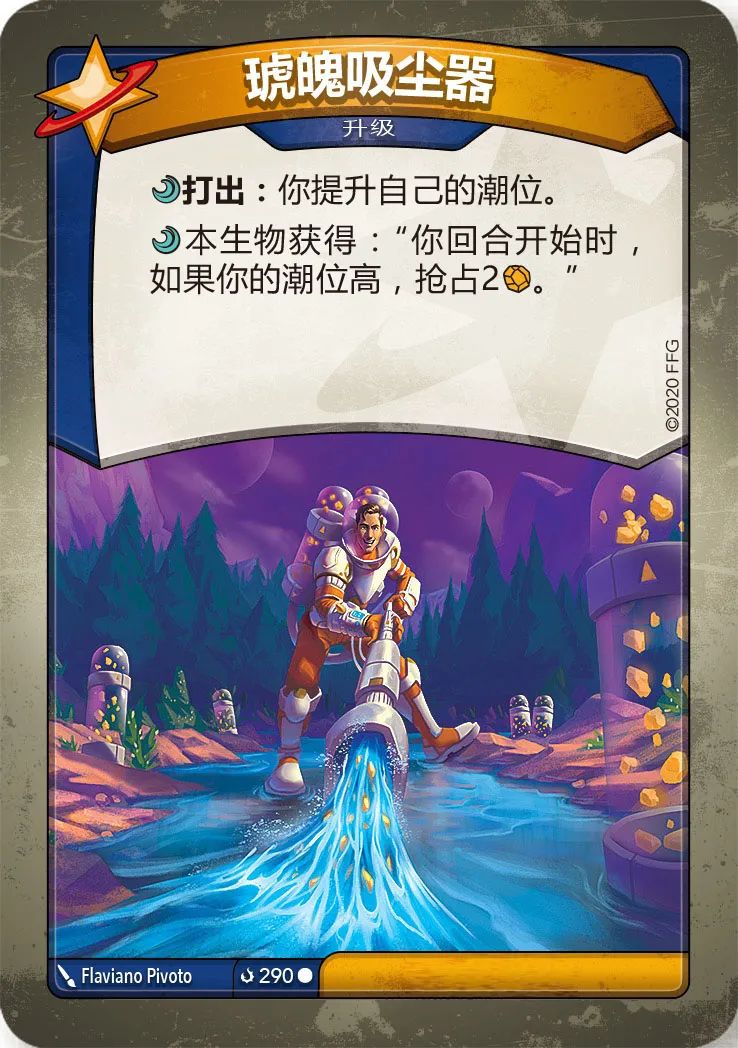 琥魄吸尘器
升级
打出：你提升自己的潮位。
本生物获得：“你回合开始时，
如果你的潮位高，抢占2。”
©2020 FFG
Flaviano Pivoto
290